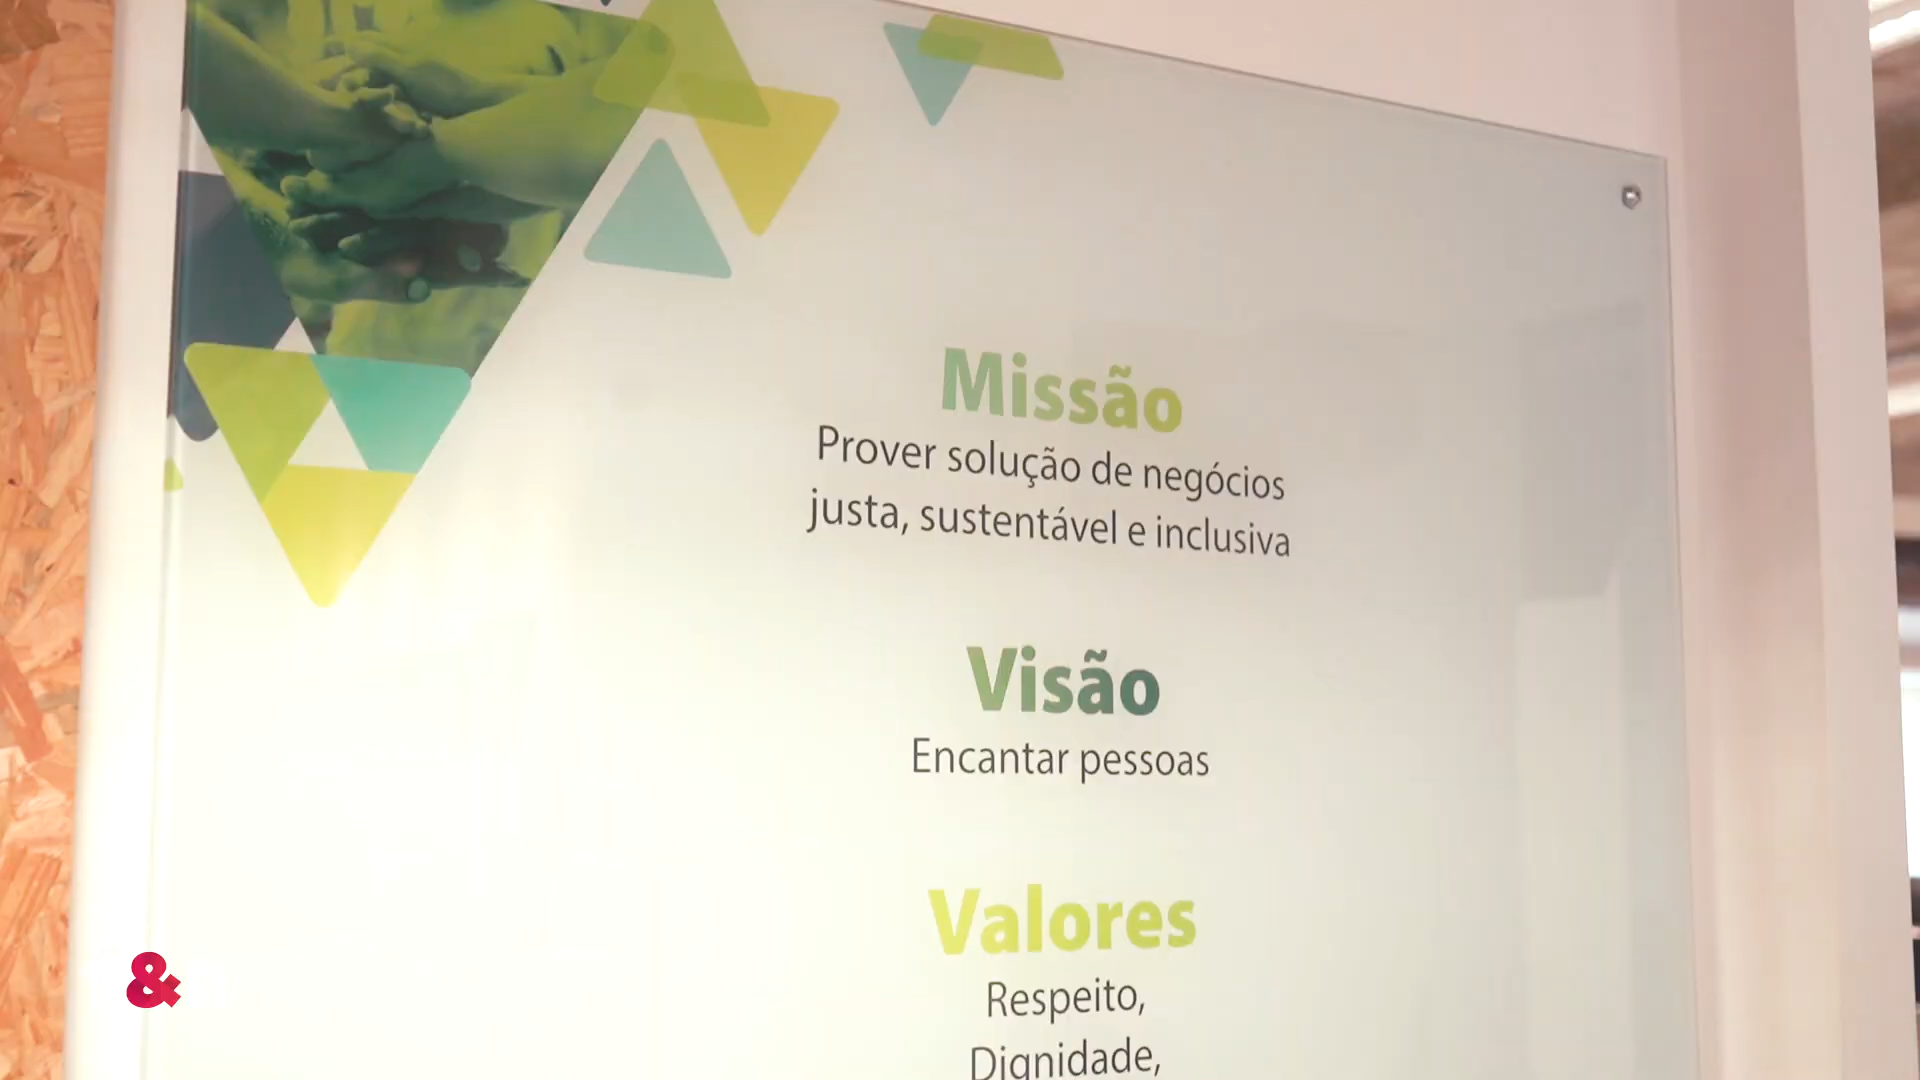 Missão
Prover solução de negócios
justa, sustentável e inclusiva
Visão
Encantar pessoas
Valores
Respeito,
Dignidade,
&